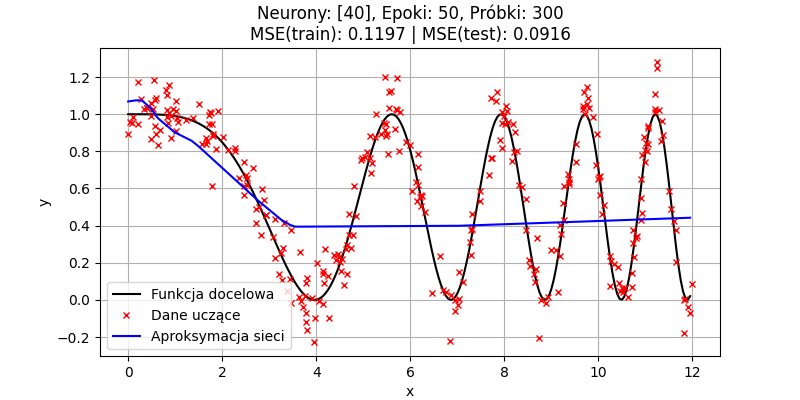 Neurony: [40], Epoki: 50, Próbki: 300
MSE(train): 0.1197 | MSE(test): 0.0916
1.2
1.0
0.8
0.6
0.4
0.2
0.0
−0.2
y
Funkcja docelowa
Dane uczące
Aproksymacja sieci
0 2 4 6 8 10 12
x